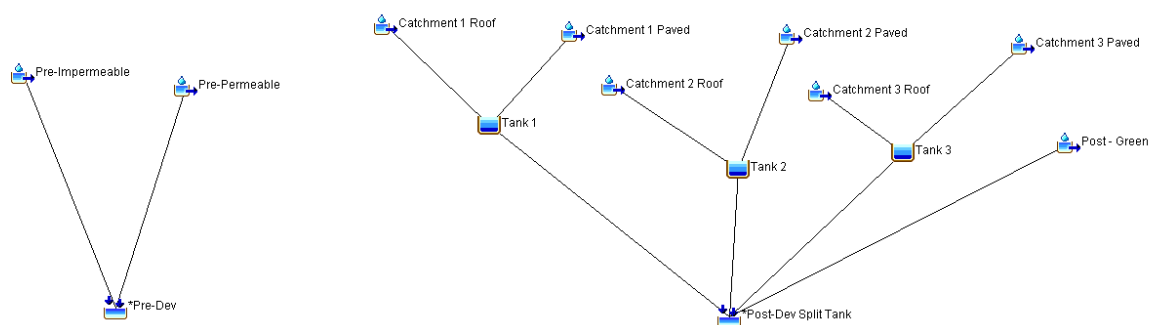 Catchment 1 Roof
Catchment 1 Paved
Catchment 2 Paved
Catchment 3 Paved
Pre-Impermeable
Pre-Permeable
Catchment 2 Roof
Catchment 3 Roof
Tank 1
Post - Green
Tank 3
Tank 2
*Pre-Dev
*Post-Dev Split Tank